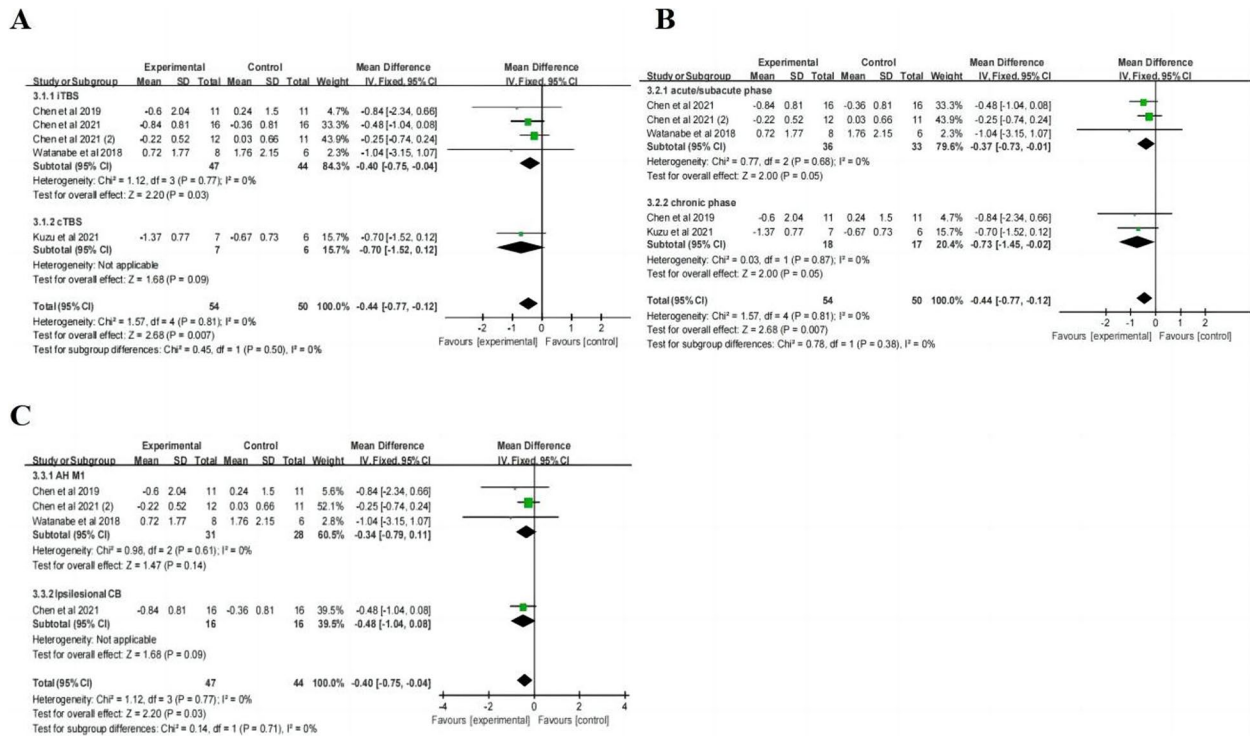 A
Experimental Control Mean Difference Mean Difference
Study or Subgroup Mean SD Total Mean SD Total Weight IV, Fixed, 95% CI IV, Fixed, 95% CI
3.1.1 iTBS
Chen et al 2019 -0.6 2.04 11 0.24 1.5 11 4.7% -0.84 [-2.34, 0.66]
Chen et al 2021 -0.84 0.81 16 -0.36 0.81 16 33.3% -0.48 [-1.04, 0.08]
Chen et al 2021 (2) -0.22 0.52 12 0.03 0.66 11 43.9% -0.25 [-0.74, 0.24]
Watanabe et al 2018 0.72 1.77 8 1.76 2.15 6 2.3% -1.04 [-3.15, 1.07]
Subtotal (95% CI) 47 44 84.3% -0.40 [-0.75, -0.04]
Heterogeneity: Chi² = 1.12, df = 3 (P = 0.77); I² = 0%
Test for overall effect: Z = 2.20 (P = 0.03)
3.1.2 cTBS
Kuzu et al 2021 -1.37 0.77 7 -0.67 0.73 6 15.7% -0.70 [-1.52, 0.12]
Subtotal (95% CI) 7 6 15.7% -0.70 [-1.52, 0.12]
Heterogeneity: Not applicable
Test for overall effect: Z = 1.68 (P = 0.09)
Total (95% CI) 54 50 100.0% -0.44 [-0.77, -0.12]
Heterogeneity: Chi² = 1.57, df = 4 (P = 0.81); I² = 0%
Test for overall effect: Z = 2.68 (P = 0.007)
Test for subgroup differences: Chi² = 0.45, df = 1 (P = 0.50), I² = 0%
-2 -1 0 1 2
Favours [experimental] Favours [control]
B
Experimental Control Mean Difference Mean Difference
Study or Subgroup Mean SD Total Mean SD Total Weight IV, Fixed, 95% CI IV, Fixed, 95% CI
3.2.1 acute/subacute phase
Chen et al 2021 -0.84 0.81 16 -0.36 0.81 16 33.3% -0.48 [-1.04, 0.08]
Chen et al 2021 (2) -0.22 0.52 12 0.03 0.66 11 43.9% -0.25 [-0.74, 0.24]
Watanabe et al 2018 0.72 1.77 8 1.76 2.15 6 2.3% -1.04 [-3.15, 1.07]
Subtotal (95% CI) 36 33 79.6% -0.37 [-0.73, -0.01]
Heterogeneity: Chi² = 0.77, df = 2 (P = 0.68); I² = 0%
Test for overall effect: Z = 2.00 (P = 0.05)
3.2.2 chronic phase
Chen et al 2019 -0.6 2.04 11 0.24 1.5 11 4.7% -0.84 [-2.34, 0.66]
Kuzu et al 2021 -1.37 0.77 7 -0.67 0.73 6 15.7% -0.70 [-1.52, 0.12]
Subtotal (95% CI) 18 17 20.4% -0.73 [-1.45, -0.02]
Heterogeneity: Chi² = 0.03, df = 1 (P = 0.87); I² = 0%
Test for overall effect: Z = 2.00 (P = 0.05)
Total (95% CI) 54 50 100.0% -0.44 [-0.77, -0.12]
Heterogeneity: Chi² = 1.57, df = 4 (P = 0.81); I² = 0%
Test for overall effect: Z = 2.68 (P = 0.007)
Test for subgroup differences: Chi² = 0.78, df = 1 (P = 0.38), I² = 0%
-2 -1 0 1 2
Favours [experimental] Favours [control]
C
Experimental Control Mean Difference Mean Difference
Study or Subgroup Mean SD Total Mean SD Total Weight IV, Fixed, 95% CI IV, Fixed, 95% CI
3.3.1 AH M1
Chen et al 2019 -0.6 2.04 11 0.24 1.5 11 5.6% -0.84 [-2.34, 0.66]
Chen et al 2021 (2) -0.22 0.52 12 0.03 0.66 11 52.1% -0.25 [-0.74, 0.24]
Watanabe et al 2018 0.72 1.77 8 1.76 2.15 6 2.8% -1.04 [-3.15, 1.07]
Subtotal (95% CI) 31 28 60.5% -0.34 [-0.79, 0.11]
Heterogeneity: Chi² = 0.98, df = 2 (P = 0.61); I² = 0%
Test for overall effect: Z = 1.47 (P = 0.14)
3.3.2 Ipsilesional CB
Chen et al 2021 -0.84 0.81 16 -0.36 0.81 16 39.5% -0.48 [-1.04, 0.08]
Subtotal (95% CI) 16 16 39.5% -0.48 [-1.04, 0.08]
Heterogeneity: Not applicable
Test for overall effect: Z = 1.68 (P = 0.09)
Total (95% CI) 47 44 100.0% -0.40 [-0.75, -0.04]
Heterogeneity: Chi² = 1.12, df = 3 (P = 0.77); I² = 0%
Test for overall effect: Z = 2.20 (P = 0.03)
Test for subgroup differences: Chi² = 0.14, df = 1 (P = 0.71), I² = 0%
-4 -2 0 2 4
Favours [experimental] Favours [control]